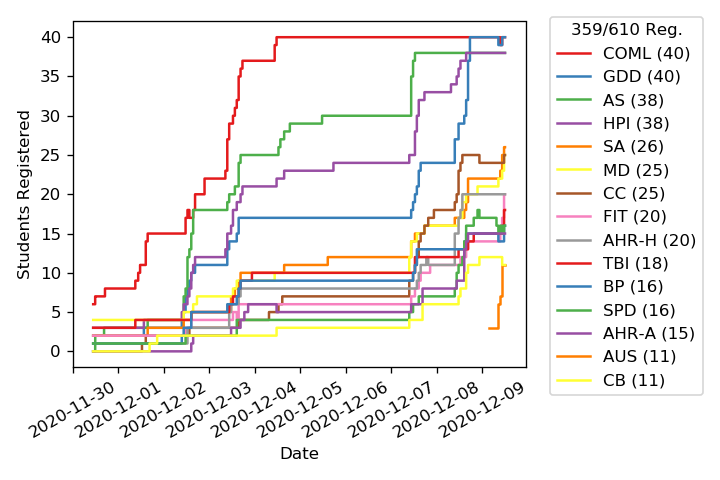 359/610 Reg.
COML (40)
GDD (40)
AS (38)
HPI (38)
SA (26)
MD (25)
CC (25)
FIT (20)
AHR-H (20)
TBI (18)
BP (16)
SPD (16)
AHR-A (15)
AUS (11)
CB (11)
Students Registered
40
35
30
25
20
15
10
5
0
2020-11-30
2020-12-01
2020-12-02
2020-12-03
2020-12-04
2020-12-05
2020-12-06
2020-12-07
2020-12-08
2020-12-09
Date